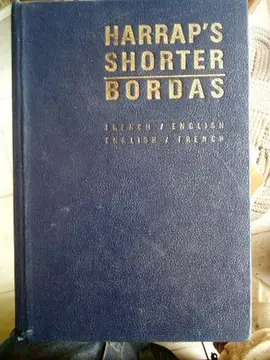 HARRAP'S
SHORTER
BORDAS
FRENCH / ENGLISH
ENGLISH / FRENCH